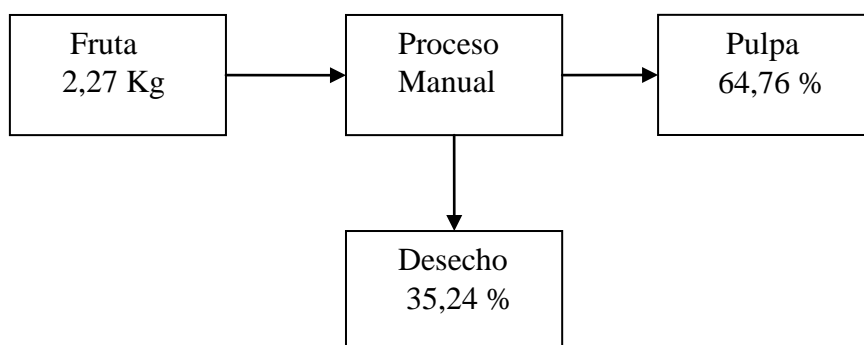 Fruta
2,27 Kg
Proceso
Manual
Pulpa
64,76 %
Desecho
35,24 %